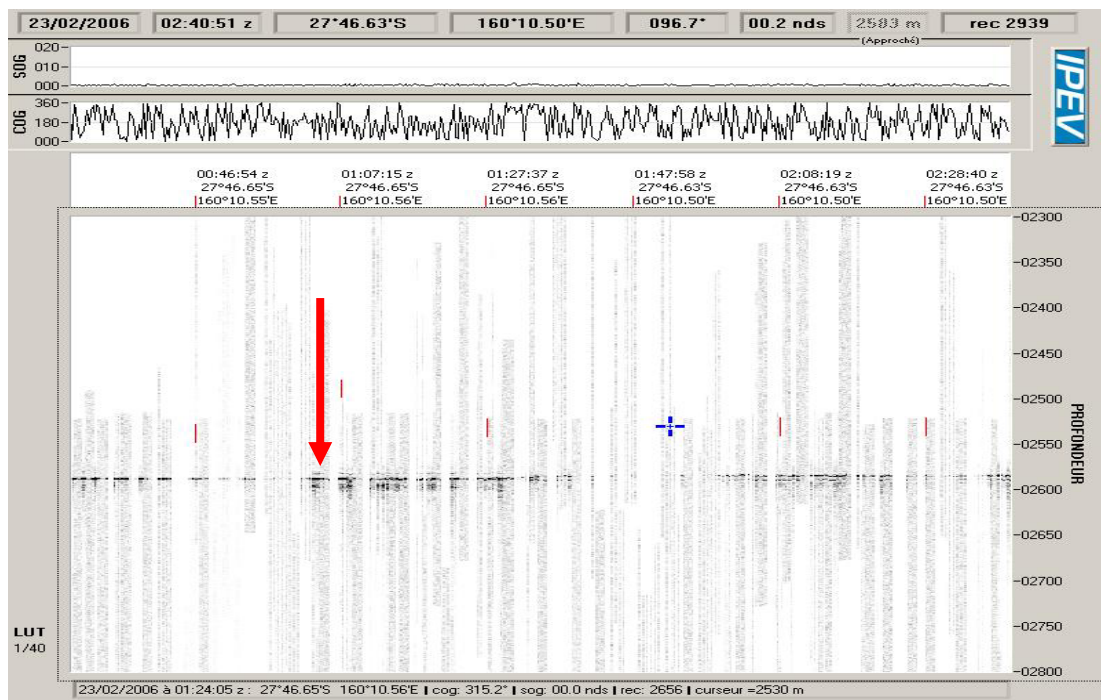 23/02/2006 02:40:51 z 27°46.63'S 160°10.50'E 096.7° 00.2 nds 2583 m rec 2939
(Approché)
SOG
020
010
000
COG
360
180
000
IPEV
00:46:54 z 01:07:15 z 01:27:37 z 01:47:58 z 02:08:19 z 02:28:40 z
27°46.65'S 27°46.65'S 27°46.65'S 27°46.63'S 27°46.63'S 27°46.63'S
160°10.55'E 160°10.56'E 160°10.56'E 160°10.50'E 160°10.50'E 160°10.50'E
02300
02350
02400
02450
02500
02550
02600
02650
02700
02750
02800
PROFONDEUR
LUT
1/40
23/02/2006 à 01:24:05 z : 27°46.65'S 160°10.56'E | cog: 315.2° | sog: 00.0 nds | rec: 2656 | curseur =2530 m